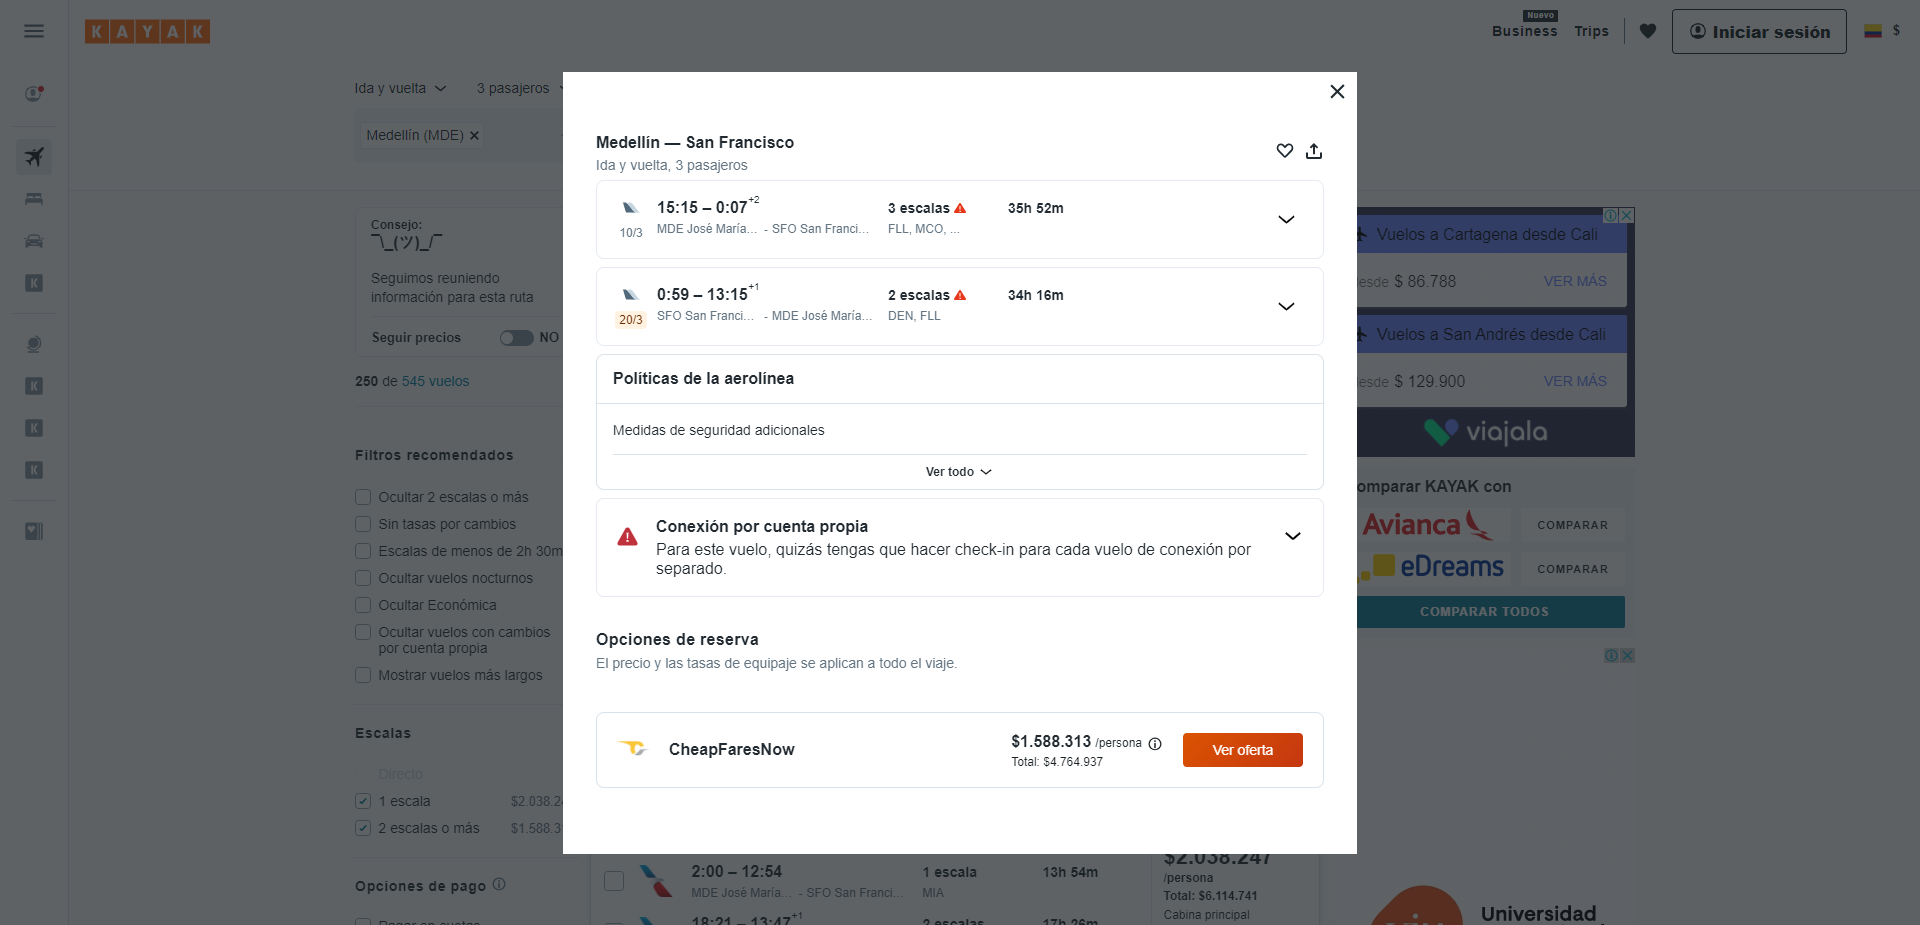 KAYAK
Nuevo
Business
Trips
Iniciar sesión
$
Ida y vuelta
3 pasajeros
Medellín (MDE)
Consejo:
¯\_(ツ)_/¯
Seguimos reuniendo
información para esta ruta
Seguir precios
NO
250 de 545 vuelos
Filtros recomendados
Ocultar 2 escalas o más
Sin tasas por cambios
Escalas de menos de 2h 30m
Ocultar vuelos nocturnos
Ocultar Económica
Ocultar vuelos con cambios
por cuenta propia
Mostrar vuelos más largos
Escalas
Directo
1 escala $2.038.24
2 escalas o más $1.588.31
Opciones de pago
Pagar en cuotas
Medellín — San Francisco
Ida y vuelta, 3 pasajeros
15:15 – 0:07+2
3 escalas
35h 52m
10/3
MDE José María... - SFO San Franci...
FLL, MCO, ...
0:59 – 13:15+1
2 escalas
34h 16m
20/3
SFO San Franci... - MDE José María...
DEN, FLL
Políticas de la aerolínea
Medidas de seguridad adicionales
Ver todo
Conexión por cuenta propia
Para este vuelo, quizás tengas que hacer check-in para cada vuelo de conexión por
separado.
Opciones de reserva
El precio y las tasas de equipaje se aplican a todo el viaje.
CheapFaresNow
$1.588.313 /persona
Total: $4.764.937
Ver oferta
2:00 – 12:54
1 escala
13h 54m
MDE José María... - SFO San Franci...
MIA
18:21 – 13:47+1
2 escalas
17h 26m
$2.038.247
/persona
Total: $6.114.741
Cabina principal
Vuelos a Cartagena desde Cali
esde $ 86.788
VER MÁS
Vuelos a San Andrés desde Cali
esde $ 129.900
VER MÁS
viajala
omparar KAYAK con
Avianca
COMPARAR
eDreams
COMPARAR
COMPARAR TODOS
Universidad